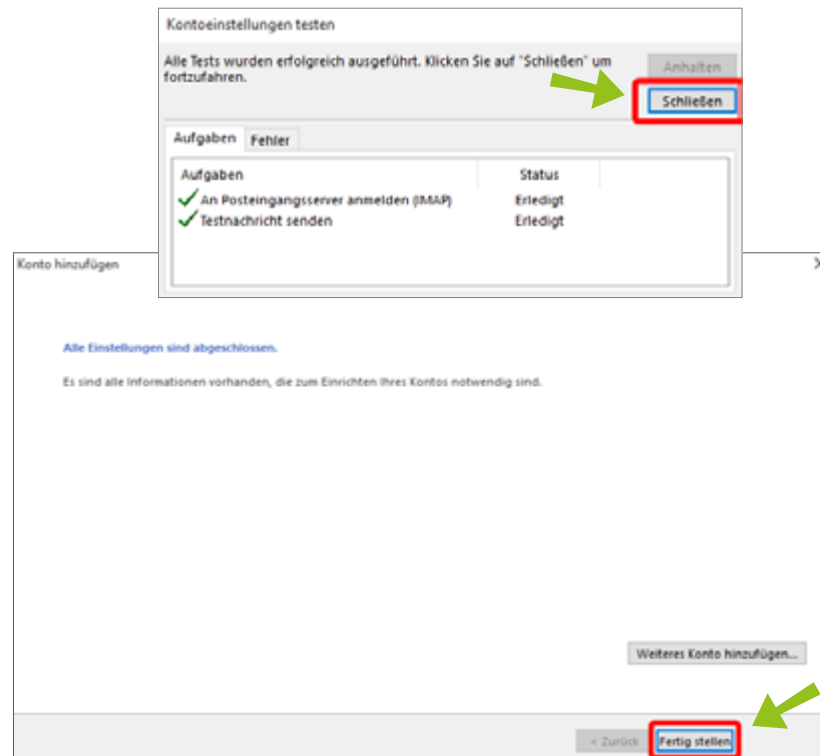 Kontoeinstellungen testen
Alle Tests wurden erfolgreich ausgeführt. Klicken Sie auf "Schließen" um
fortzufahren.
Anhalten
Schließen
Aufgaben Fehler
Aufgaben Status
An Posteingangsserver anmelden (IMAP) Erledigt
Testnachricht senden Erledigt
Konto hinzufügen
Alle Einstellungen sind abgeschlossen.
Es sind alle Informationen vorhanden, die zum Einrichten Ihres Kontos notwendig sind.
Weiteres Konto hinzufügen...
< Zurück Fertig stellen